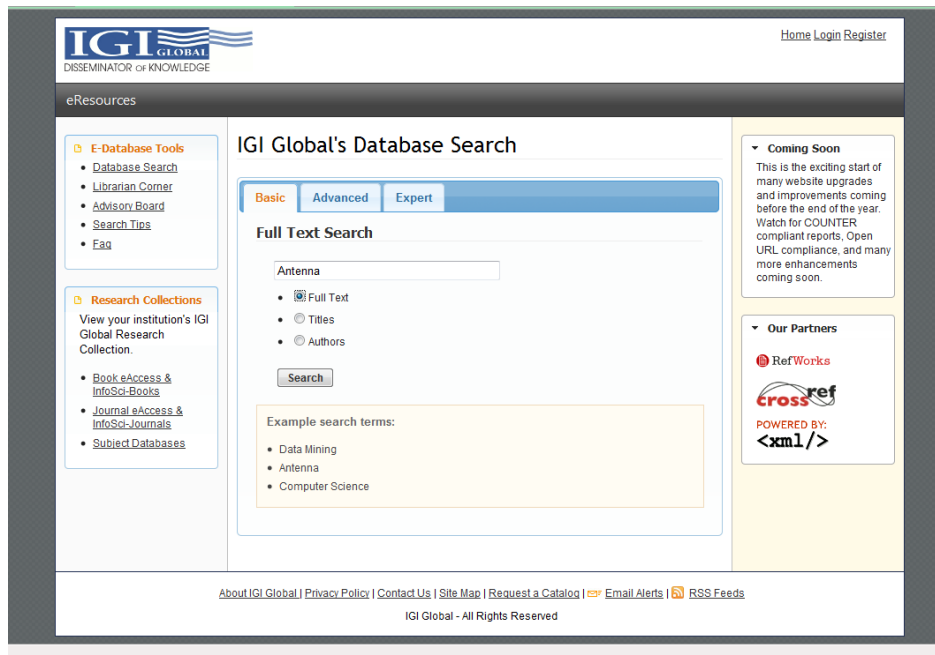 IGI GLOBAL
DISSEMINATOR OF KNOWLEDGE
Home Login Register
eResources
E-Database Tools
Database Search
Librarian Corner
Advisory Board
Search Tips
Faq
Research Collections
View your institution's IGI
Global Research
Collection.
Book eAccess &
InfoSci-Books
Journal eAccess &
InfoSci-Journals
Subject Databases
IGI Global's Database Search
Basic Advanced Expert
Full Text Search
Antenna
Full Text
Titles
Authors
Search
Example search terms:
Data Mining
Antenna
Computer Science
Coming Soon
This is the exciting start of
many website upgrades
and improvements coming
before the end of the year.
Watch for COUNTER
compliant reports, Open
URL compliance, and many
more enhancements
coming soon.
Our Partners
RefWorks
crossref
POWERED BY:
<xml/>
About IGI Global | Privacy Policy | Contact Us | Site Map | Request a Catalog | Email Alerts | RSS Feeds
IGI Global - All Rights Reserved